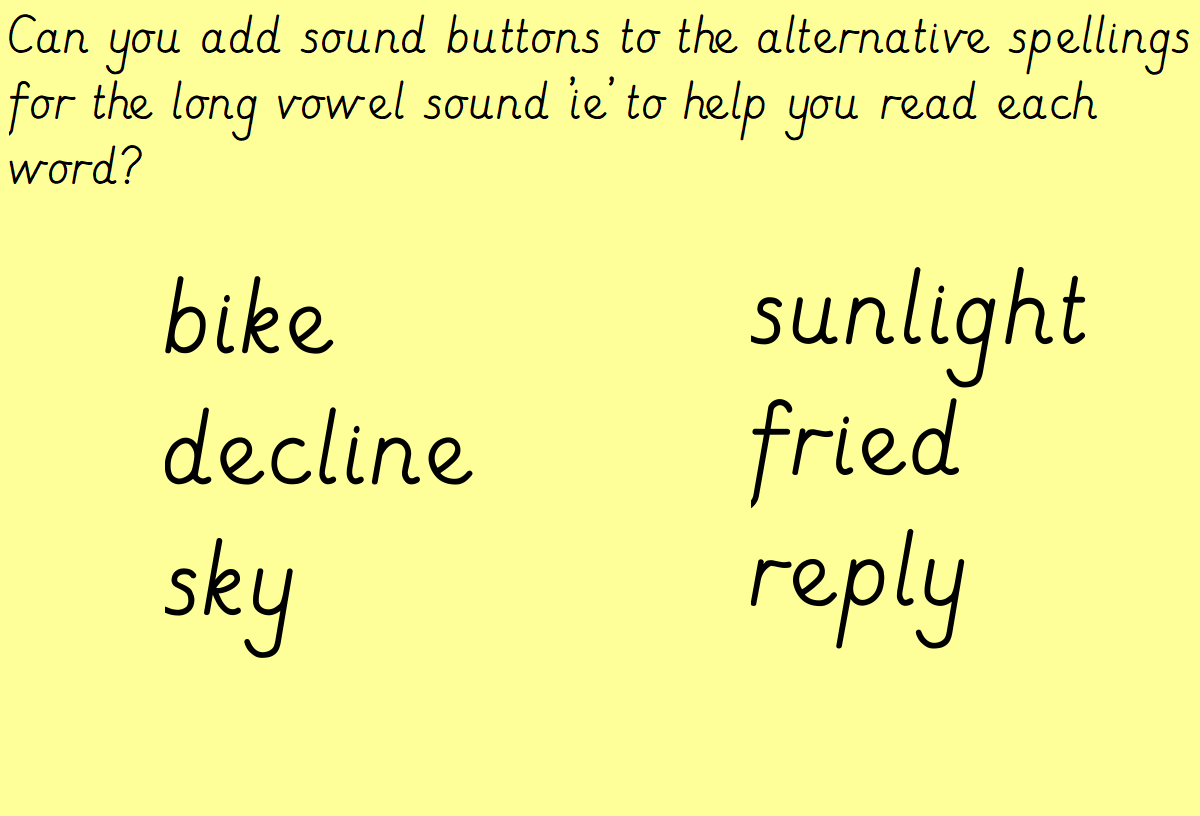 Can you add sound buttons to the alternative spellings
for the long vowel sound 'ie' to help you read each
word?
bike
decline
sky
sunlight
fried
reply